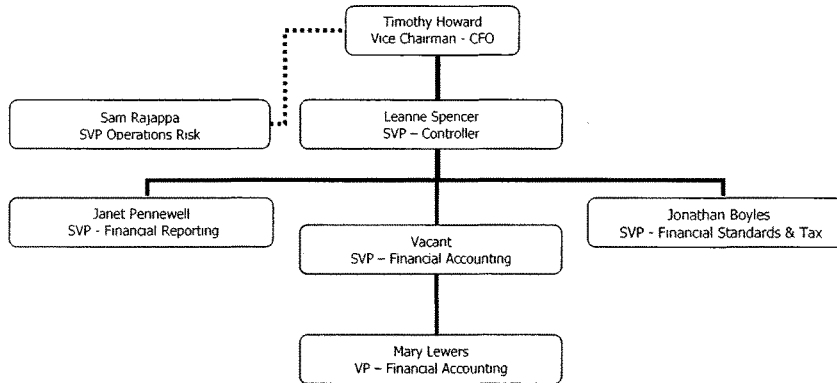 Timothy Howard
Vice Chairman - CFO
Sam Rajappa
SVP Operations Risk
Leanne Spencer
SVP – Controller
Janet Pennewell
SVP - Financial Reporting
Vacant
SVP – Financial Accounting
Jonathan Boyles
SVP - Financial Standards & Tax
Mary Lewers
VP – Financial Accounting